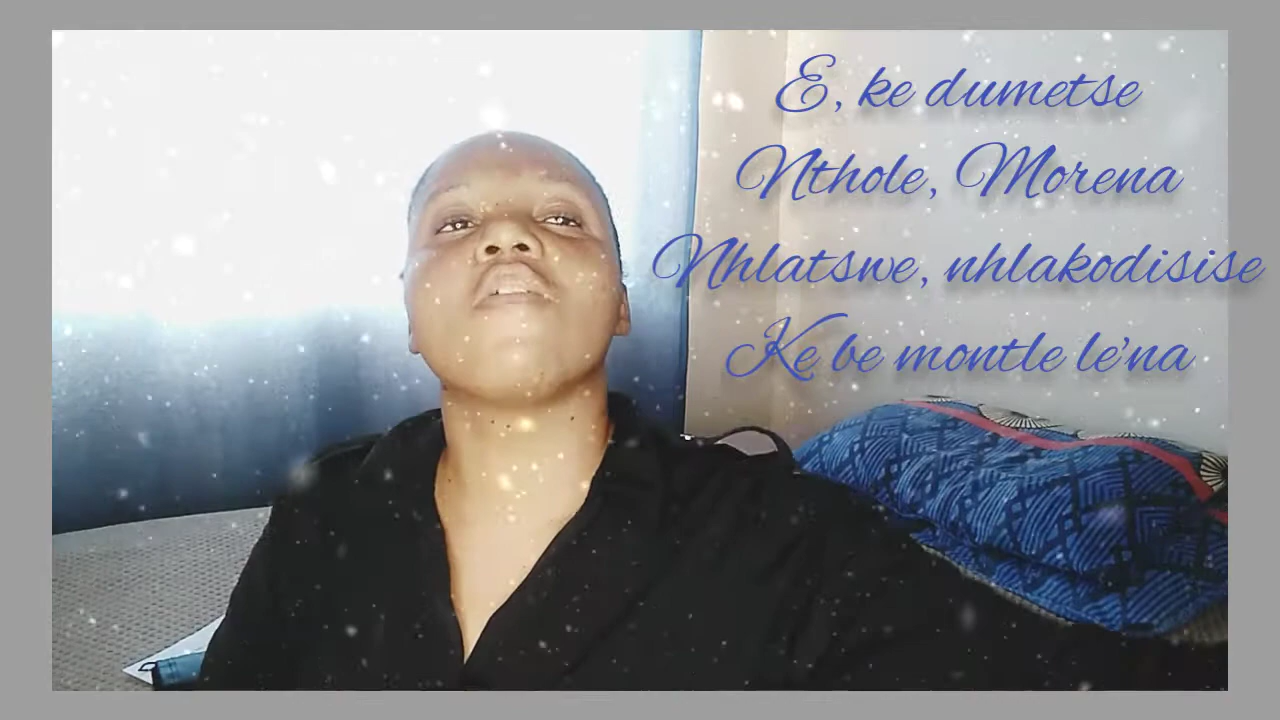 E, ke dumetse
Nthole, Morena
Nhlatswe, nhlakodisise
Ke be montle le'na